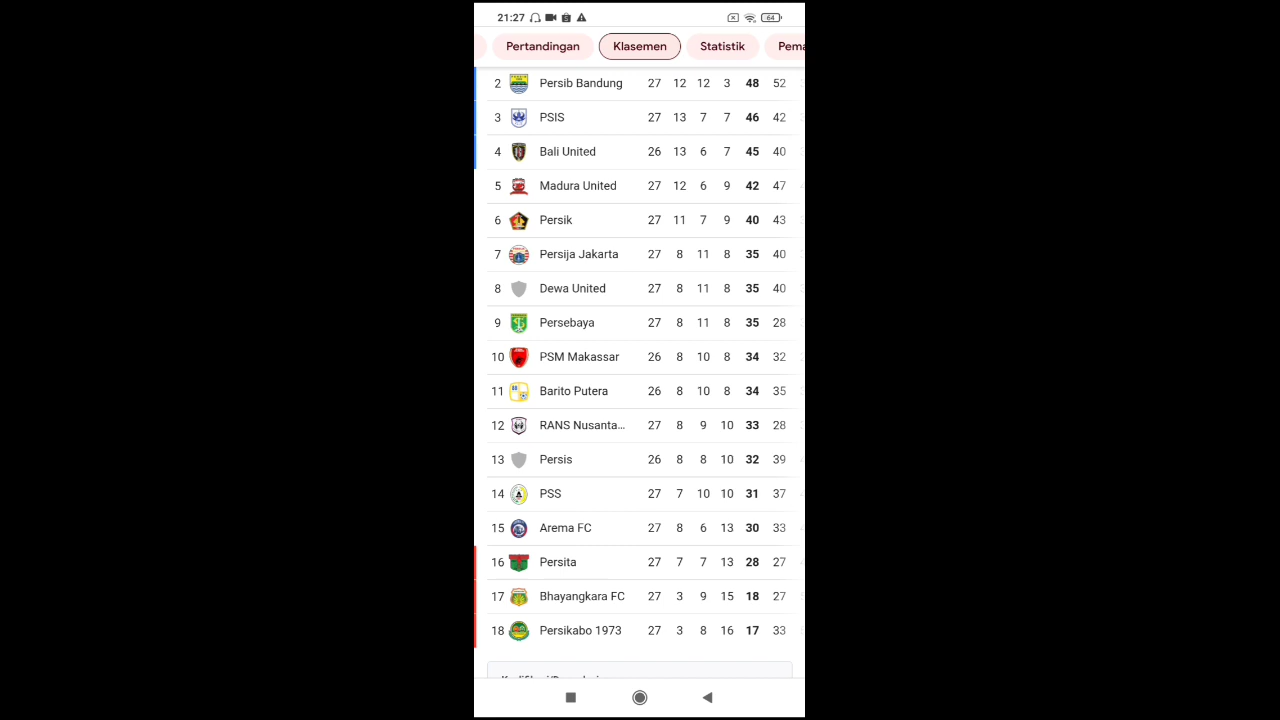 21:27 64
Pertandingan Klasemen Statistik Pema
2 Persib Bandung 27 12 12 3 48 52
3 PSIS 27 13 7 7 46 42
4 Bali United 26 13 6 7 45 40
5 Madura United 27 12 6 9 42 47
6 Persik 27 11 7 9 40 43
7 Persija Jakarta 27 8 11 8 35 40
8 Dewa United 27 8 11 8 35 40
9 Persebaya 27 8 11 8 35 28
10 PSM Makassar 26 8 10 8 34 32
11 Barito Putera 26 8 10 8 34 35
12 RANS Nusanta... 27 8 9 10 33 28
13 Persis 26 8 8 10 32 39
14 PSS 27 7 10 10 31 37
15 Arema FC 27 8 6 13 30 33
16 Persita 27 7 7 13 28 27
17 Bhayangkara FC 27 3 9 15 18 27
18 Persikabo 1973 27 3 8 16 17 33